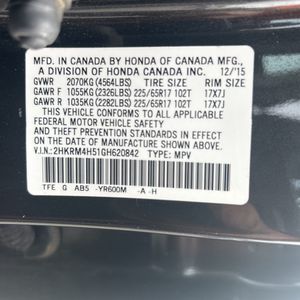 MFD. IN CANADA BY HONDA OF CANADA MFG.,
A DIVISION OF HONDA CANADA INC. 12/'15
GVWR 2070KG (4564LBS) TIRE SIZE RIM SIZE
GAWR F 1055KG (2326LBS) 225/65R17 102T 17X7J
GAWR R 1035KG (2282LBS) 225/65R17 102T 17X7J
THIS VEHICLE CONFORMS TO ALL APPLICABLE
FEDERAL MOTOR VEHICLE SAFETY
AND THEFT PREVENTION STANDARDS IN EFFECT ON THE
DATE OF MANUFACTURE SHOWN ABOVE.
V.I.N.: 2HKRM4H51GH620842 TYPE: MPV
TFE G AB5 -YR600M -A -H